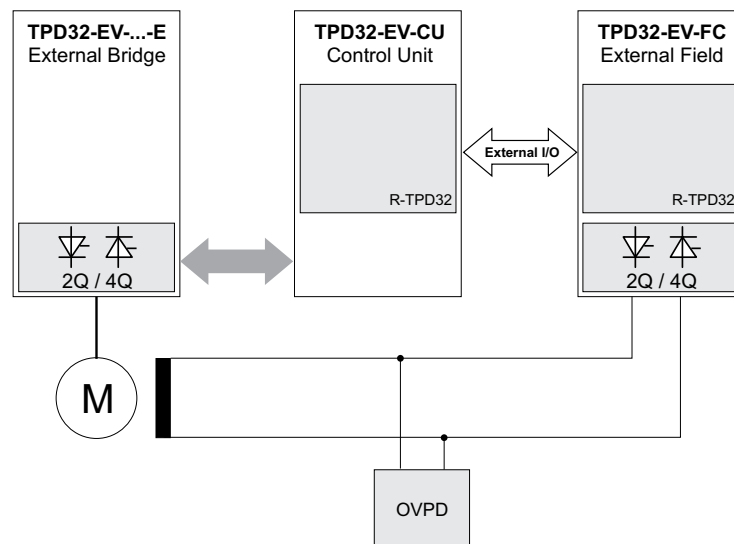 TPD32-EV-...-E
External Bridge
2Q / 4Q
TPD32-EV-CU
Control Unit
R-TPD32
External I/O
TPD32-EV-FC
External Field
R-TPD32
2Q / 4Q
M
OVPD